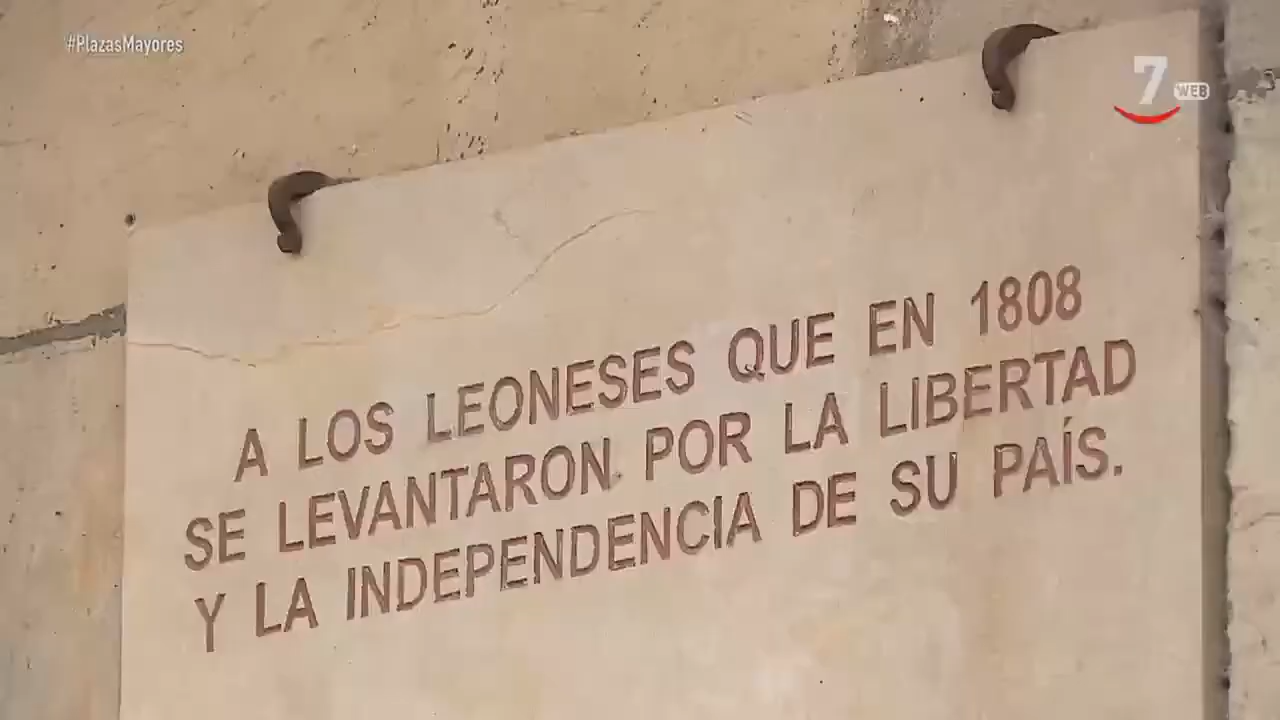 #PlazasMayores
7 WEB
A LOS LEONESES QUE EN 1808
SE LEVANTARON POR LA LIBERTAD
Y LA INDEPENDENCIA DE SU PAÍS.